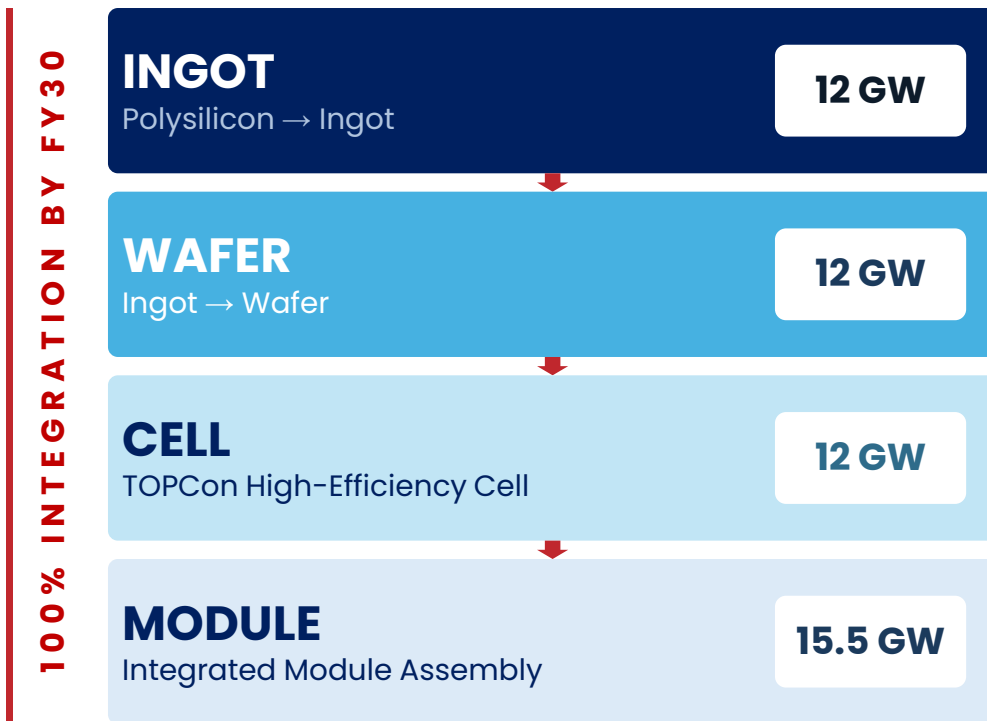 100% INTEGRATION BY FY30
INGOT
Polysilicon → Ingot
12 GW
WAFER
Ingot → Wafer
12 GW
CELL
TOPCon High-Efficiency Cell
12 GW
MODULE
Integrated Module Assembly
15.5 GW